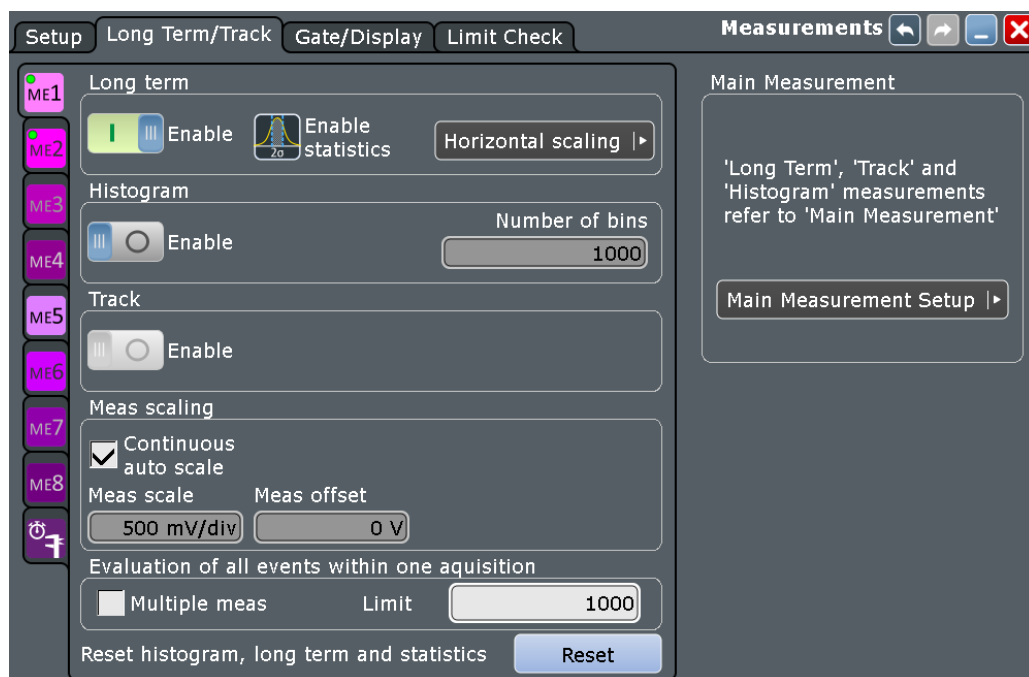 Setup Long Term/Track Gate/Display Limit Check Measurements
ME1
ME2
ME3
ME4
ME5
ME6
ME7
ME8
Long term
Enable
2σ
Enable
statistics
Horizontal scaling
Histogram
Enable
Number of bins
1000
Track
Enable
Meas scaling
Continuous
auto scale
Meas scale Meas offset
500 mV/div 0 V
Evaluation of all events within one aquisition
Multiple meas Limit 1000
Reset histogram, long term and statistics Reset
Main Measurement
'Long Term', 'Track' and
'Histogram' measurements
refer to 'Main Measurement'
Main Measurement Setup